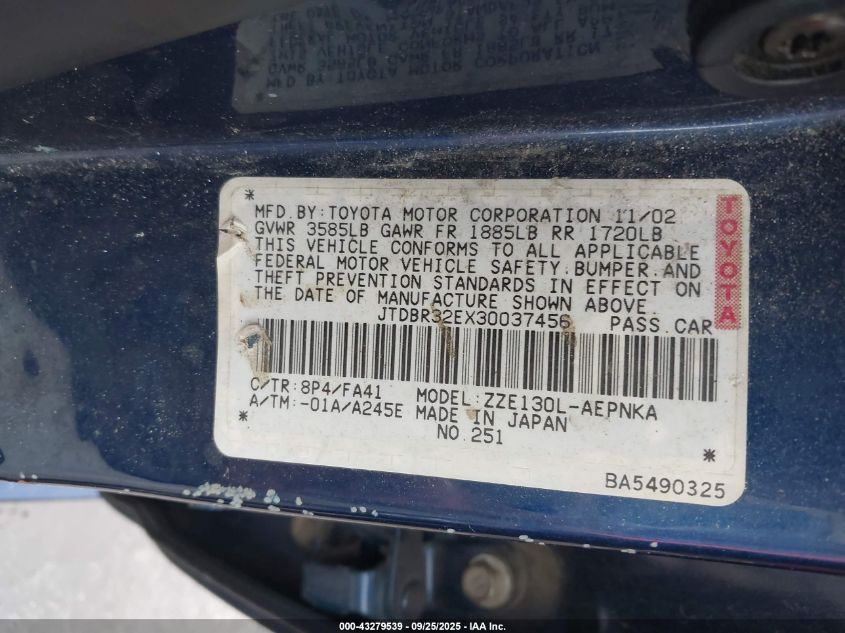 MFD.BY:TOYOTA MOTOR CORPORATION 11/02
GVWR 3585LB GAWR FR 1885LB RR 1720LB
THIS VEHICLE CONFORMS TO ALL APPLICABLE
FEDERAL MOTOR VEHICLE SAFETY,BUMPER,AND
THEFT PREVENTION STANDARDS IN EFFECT ON
THE DATE OF MANUFACTURE SHOWN ABOVE.
JTDBR32EX30037456 PASS.CAR
C/TR:8P4/FA41 MODEL:ZZE130L-AEPNKA
A/TM:-01A/A245E MADE IN JAPAN
NO.251
BA5490325
TOYOTA
000-43279539 - 09/25/2025 - IAA Inc.